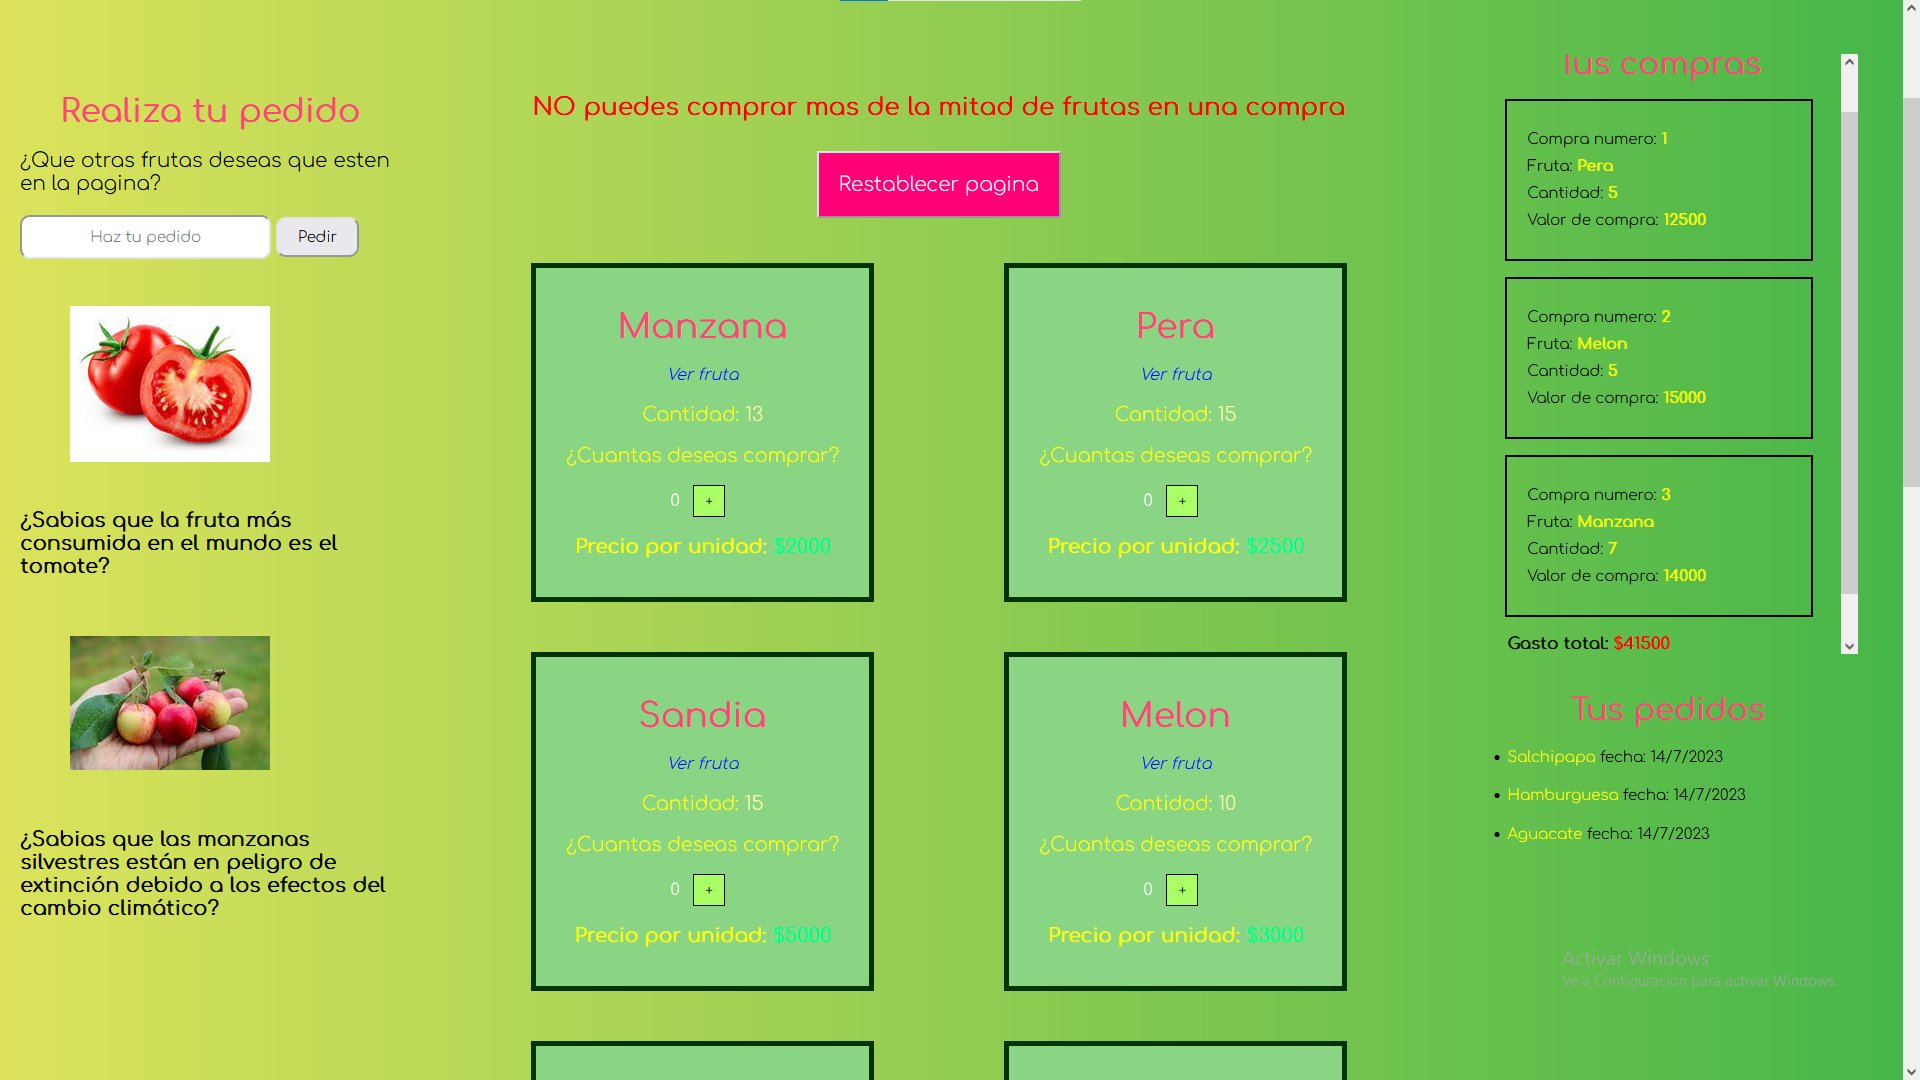 Realiza tu pedido
¿Que otras frutas deseas que esten
en la pagina?
Haz tu pedido
Pedir
¿Sabias que la fruta más
consumida en el mundo es el
tomate?
¿Sabias que las manzanas
silvestres están en peligro de
extinción debido a los efectos del
cambio climático?
NO puedes comprar mas de la mitad de frutas en una compra
Restablecer pagina
Manzana
Ver fruta
Cantidad: 13
¿Cuantas deseas comprar?
0 +
Precio por unidad: $2000
Pera
Ver fruta
Cantidad: 15
¿Cuantas deseas comprar?
0 +
Precio por unidad: $2500
Sandia
Ver fruta
Cantidad: 15
¿Cuantas deseas comprar?
0 +
Precio por unidad: $5000
Melon
Ver fruta
Cantidad: 10
¿Cuantas deseas comprar?
0 +
Precio por unidad: $3000
Tus compras
Compra numero: 1
Fruta: Pera
Cantidad: 5
Valor de compra: 12500
Compra numero: 2
Fruta: Melon
Cantidad: 5
Valor de compra: 15000
Compra numero: 3
Fruta: Manzana
Cantidad: 7
Valor de compra: 14000
Gasto total: $41500
Tus pedidos
• Salchipapa fecha: 14/7/2023
• Hamburguesa fecha: 14/7/2023
• Aguacate fecha: 14/7/2023
Activar Windows
Ve a Configuración para activar Windows.